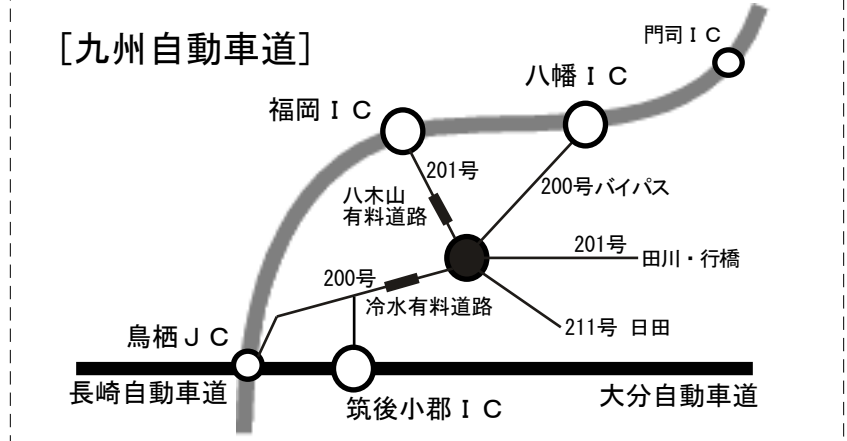 [九州自動車道]
門司ＩＣ
八幡ＩＣ
福岡ＩＣ
201号
八木山
有料道路
200号バイパス
201号
田川・行橋
200号
冷水有料道路
211号 日田
鳥栖ＪＣ
長崎自動車道
大分自動車道
筑後小郡ＩＣ